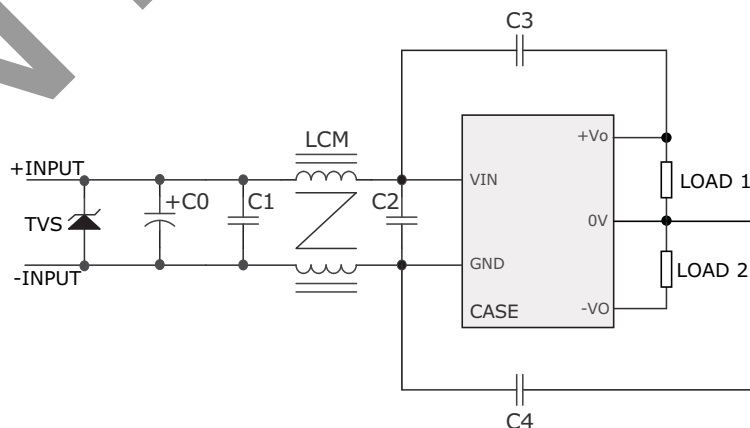 C3
LCM
+INPUT
+Vo
VIN
LOAD 1
+C0
C1
C2
TVS
0V
GND
LOAD 2
-INPUT
CASE
-VO
C4